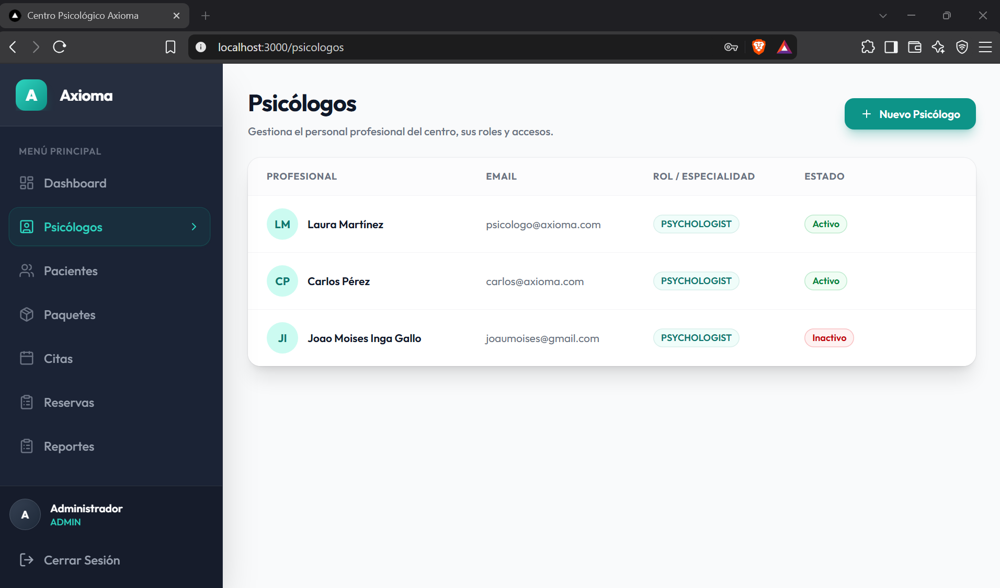 Centro Psicológico Axioma
localhost:3000/psicologos
A
Axioma
MENÚ PRINCIPAL
Dashboard
Psicólogos
Pacientes
Paquetes
Citas
Reservas
Reportes
A
Administrador
ADMIN
Cerrar Sesión
Psicólogos
Gestiona el personal profesional del centro, sus roles y accesos.
+ Nuevo Psicólogo
PROFESIONAL EMAIL ROL / ESPECIALIDAD ESTADO
LM Laura Martínez psicologo@axioma.com PSYCHOLOGIST Activo
CP Carlos Pérez carlos@axioma.com PSYCHOLOGIST Activo
JI Joao Moises Inga Gallo joaumoises@gmail.com PSYCHOLOGIST Inactivo